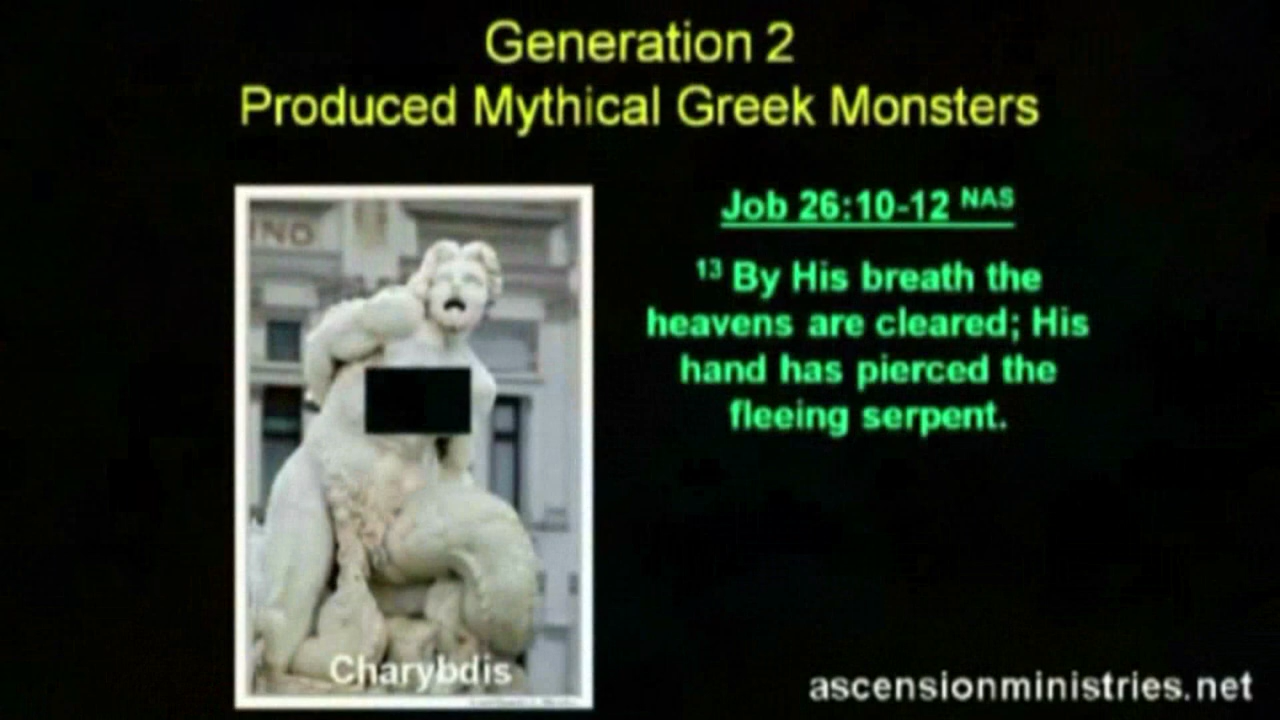 Generation 2
Produced Mythical Greek Monsters
IND
Job 26:10-12 NAS
13 By His breath the
heavens are cleared; His
hand has pierced the
fleeing serpent.
Charybdis
ascensionministries.net